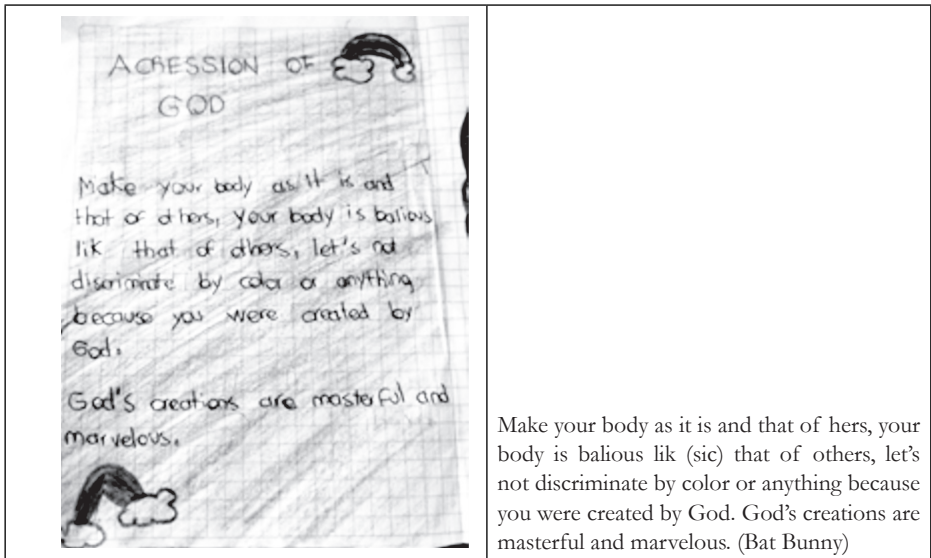 ACRESSION OF
GOD
Make your body as it is and
that of others, your body is balious
lik that of others, let's not
discriminate by color or anything
because you were created by
God.
God's creations are masterful and
marvelous.
Make your body as it is and that of hers, your
body is balious lik (sic) that of others, let's
not discriminate by color or anything because
you were created by God. God's creations are
masterful and marvelous. (Bat Bunny)